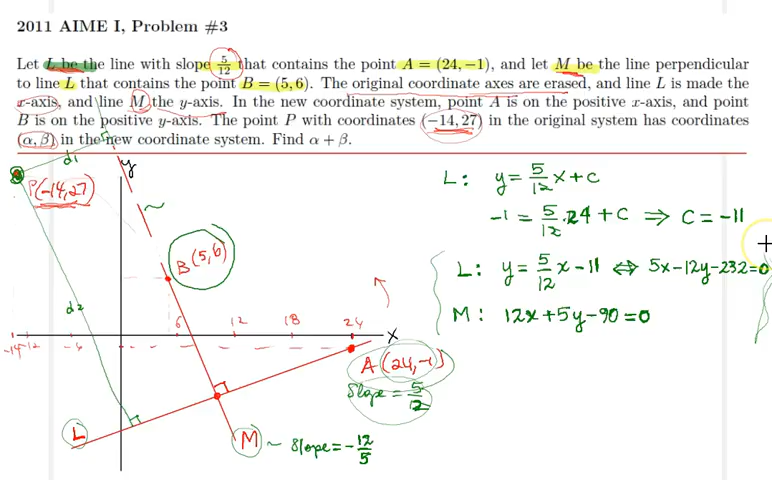 2011 AIME I, Problem #3
Let L be the line with slope 5/12 that contains the point A = (24, −1), and let M be the line perpendicular
to line L that contains the point B = (5, 6). The original coordinate axes are erased, and line L is made the
x-axis, and line M the y-axis. In the new coordinate system, point A is on the positive x-axis, and point
B is on the positive y-axis. The point P with coordinates (−14, 27) in the original system has coordinates
(α, β) in the new coordinate system. Find α + β.
d1
y
P(-14,27)
B(5,6)
d2
-14 -12 -6 6 12 18 24 x
A(24,-1)
slope = 5/12
L
M ~ slope = -12/5
L: y = 5/12 x + c
-1 = 5/12 · 24 + c ⇒ c = -11
L: y = 5/12 x - 11 ⇔ 5x-12y-232=0
M: 12x+5y-90=0